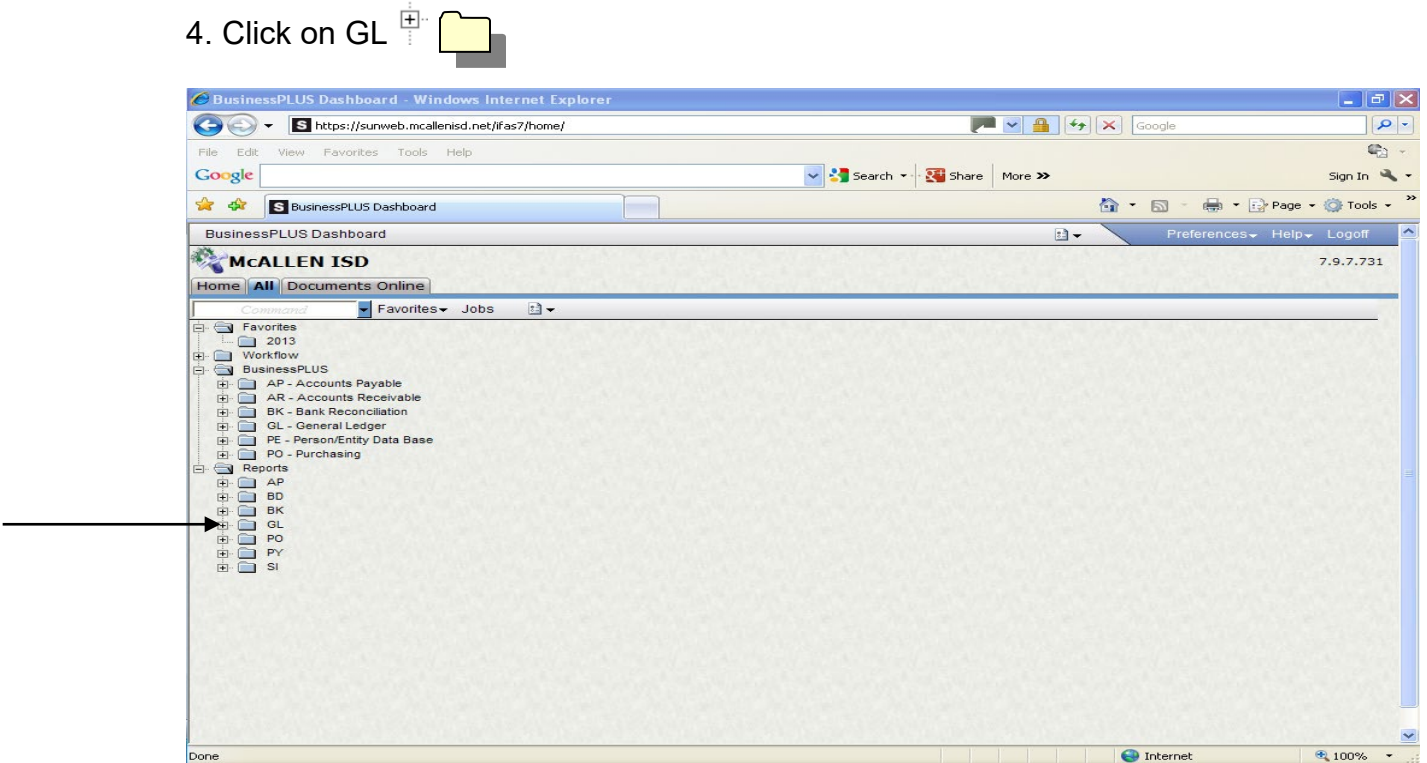 4. Click on GL
BusinessPLUS Dashboard - Windows Internet Explorer
S https://sunweb.mcallenisd.net/ifas7/home/ Google
File Edit View Favorites Tools Help
Google Search Share More >> Sign In
S BusinessPLUS Dashboard Page Tools >>
BusinessPLUS Dashboard Preferences Help Logoff
McALLEN ISD 7.9.7.731
Home All Documents Online
Command Favorites Jobs
Favorites
2013
Workflow
BusinessPLUS
AP - Accounts Payable
AR - Accounts Receivable
BK - Bank Reconciliation
GL - General Ledger
PE - Person/Entity Data Base
PO - Purchasing
Reports
AP
BD
BK
GL
PO
PY
SI
Done Internet 100%